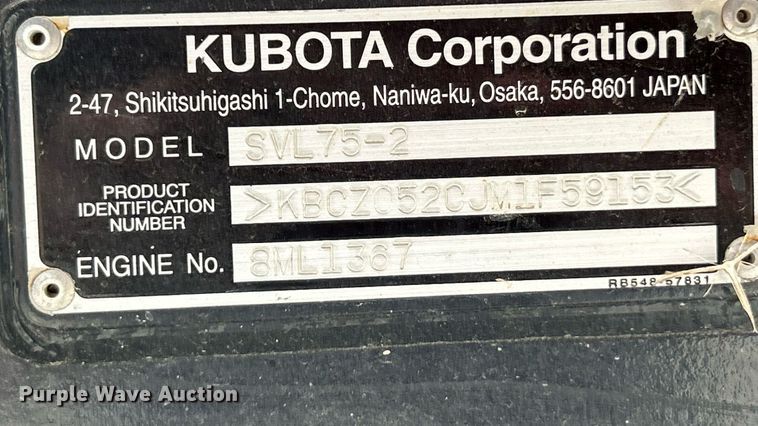 KUBOTA Corporation
2-47, Shikitsuhigashi 1-Chome, Naniwa-ku, Osaka, 556-8601 JAPAN
MODEL SVL75-2
PRODUCT IDENTIFICATION NUMBER >KBCZ052CJM1F59153<
ENGINE No. 8ML1367
RB548-57831
Purple Wave Auction